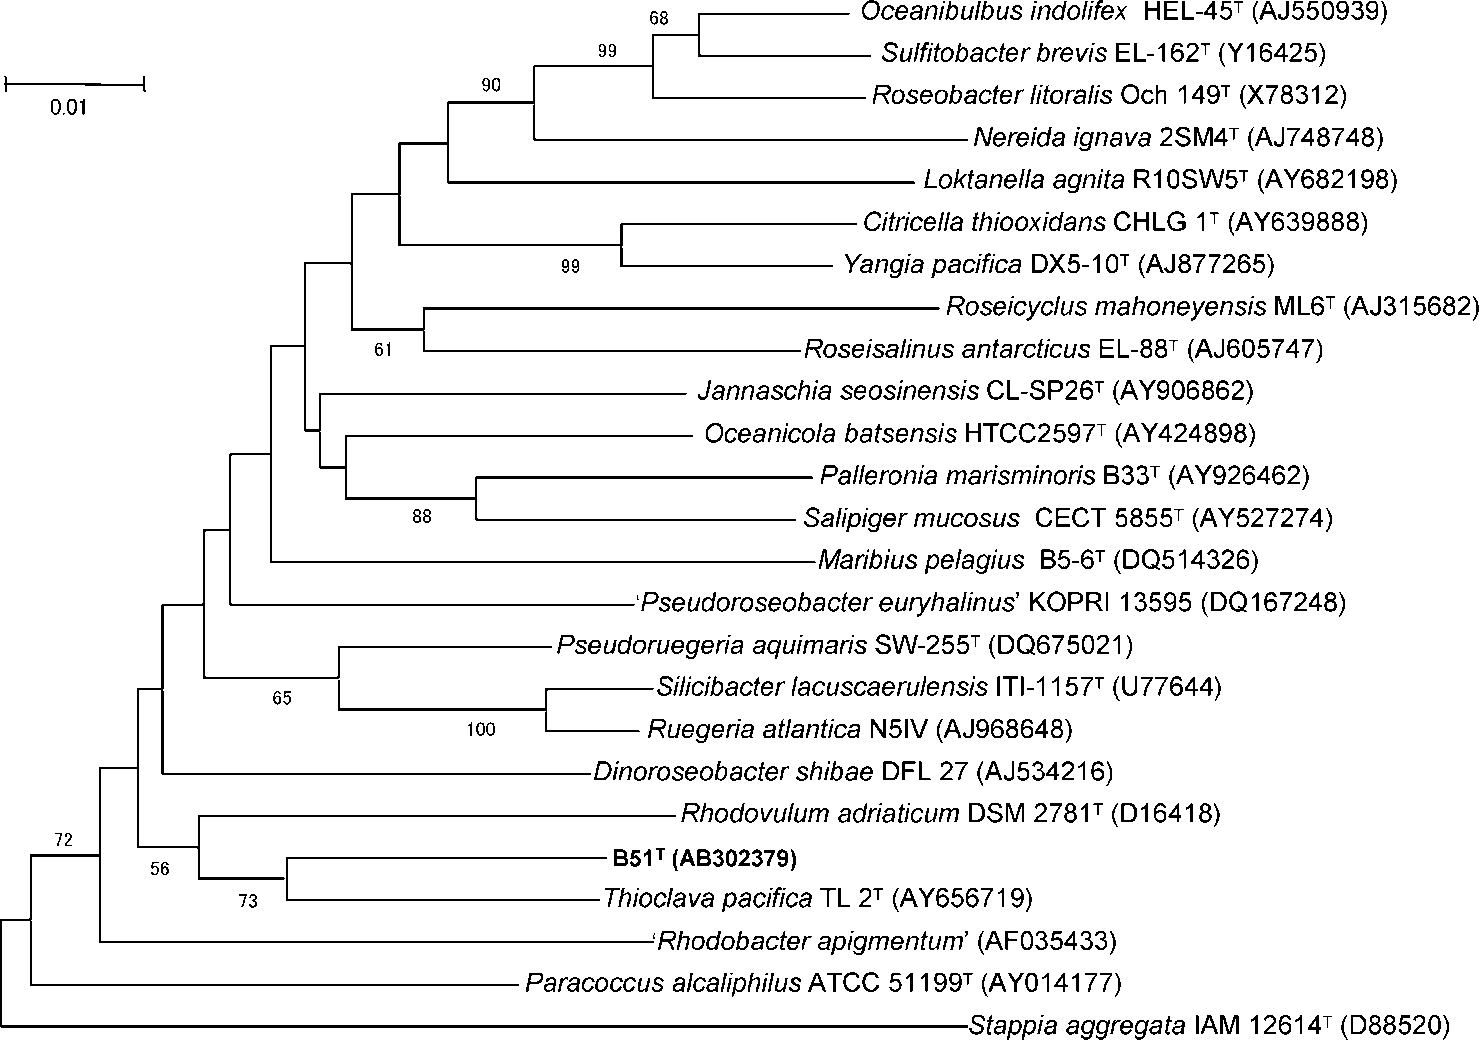 68
Oceanibulbus indolifex HEL-45ᵀ (AJ550939)
99
Sulfitobacter brevis EL-162ᵀ (Y16425)
90
Roseobacter litoralis Och 149ᵀ (X78312)
0.01
Nereida ignava 2SM4ᵀ (AJ748748)
Loktanella agnita R10SW5ᵀ (AY682198)
Citricella thiooxidans CHLG 1ᵀ (AY639888)
99
Yangia pacifica DX5-10ᵀ (AJ877265)
Roseicyclus mahoneyensis ML6ᵀ (AJ315682)
61
Roseisalinus antarcticus EL-88ᵀ (AJ605747)
Jannaschia seosinensis CL-SP26ᵀ (AY906862)
Oceanicola batsensis HTCC2597ᵀ (AY424898)
Palleronia marisminoris B33ᵀ (AY926462)
88
Salipiger mucosus CECT 5855ᵀ (AY527274)
Maribius pelagius B5-6ᵀ (DQ514326)
‘Pseudoroseobacter euryhalinus’ KOPRI 13595 (DQ167248)
Pseudoruegeria aquimaris SW-255ᵀ (DQ675021)
65
Silicibacter lacuscaerulensis ITI-1157ᵀ (U77644)
100
Ruegeria atlantica N5IV (AJ968648)
Dinoroseobacter shibae DFL 27 (AJ534216)
Rhodovulum adriaticum DSM 2781ᵀ (D16418)
72
56
B51ᵀ (AB302379)
73
Thioclava pacifica TL 2ᵀ (AY656719)
‘Rhodobacter apigmentum’ (AF035433)
Paracoccus alcaliphilus ATCC 51199ᵀ (AY014177)
Stappia aggregata IAM 12614ᵀ (D88520)